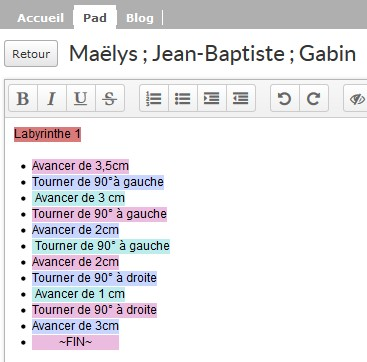 Accueil Pad Blog
Retour Maëlys ; Jean-Baptiste ; Gabin
B I U S
Labyrinthe 1
Avancer de 3,5cm
Tourner de 90°à gauche
Avancer de 3 cm
Tourner de 90° à gauche
Avancer de 2cm
Tourner de 90° à gauche
Avancer de 2cm
Tourner de 90° à droite
Avancer de 1 cm
Tourner de 90° à droite
Avancer de 3cm
~FIN~